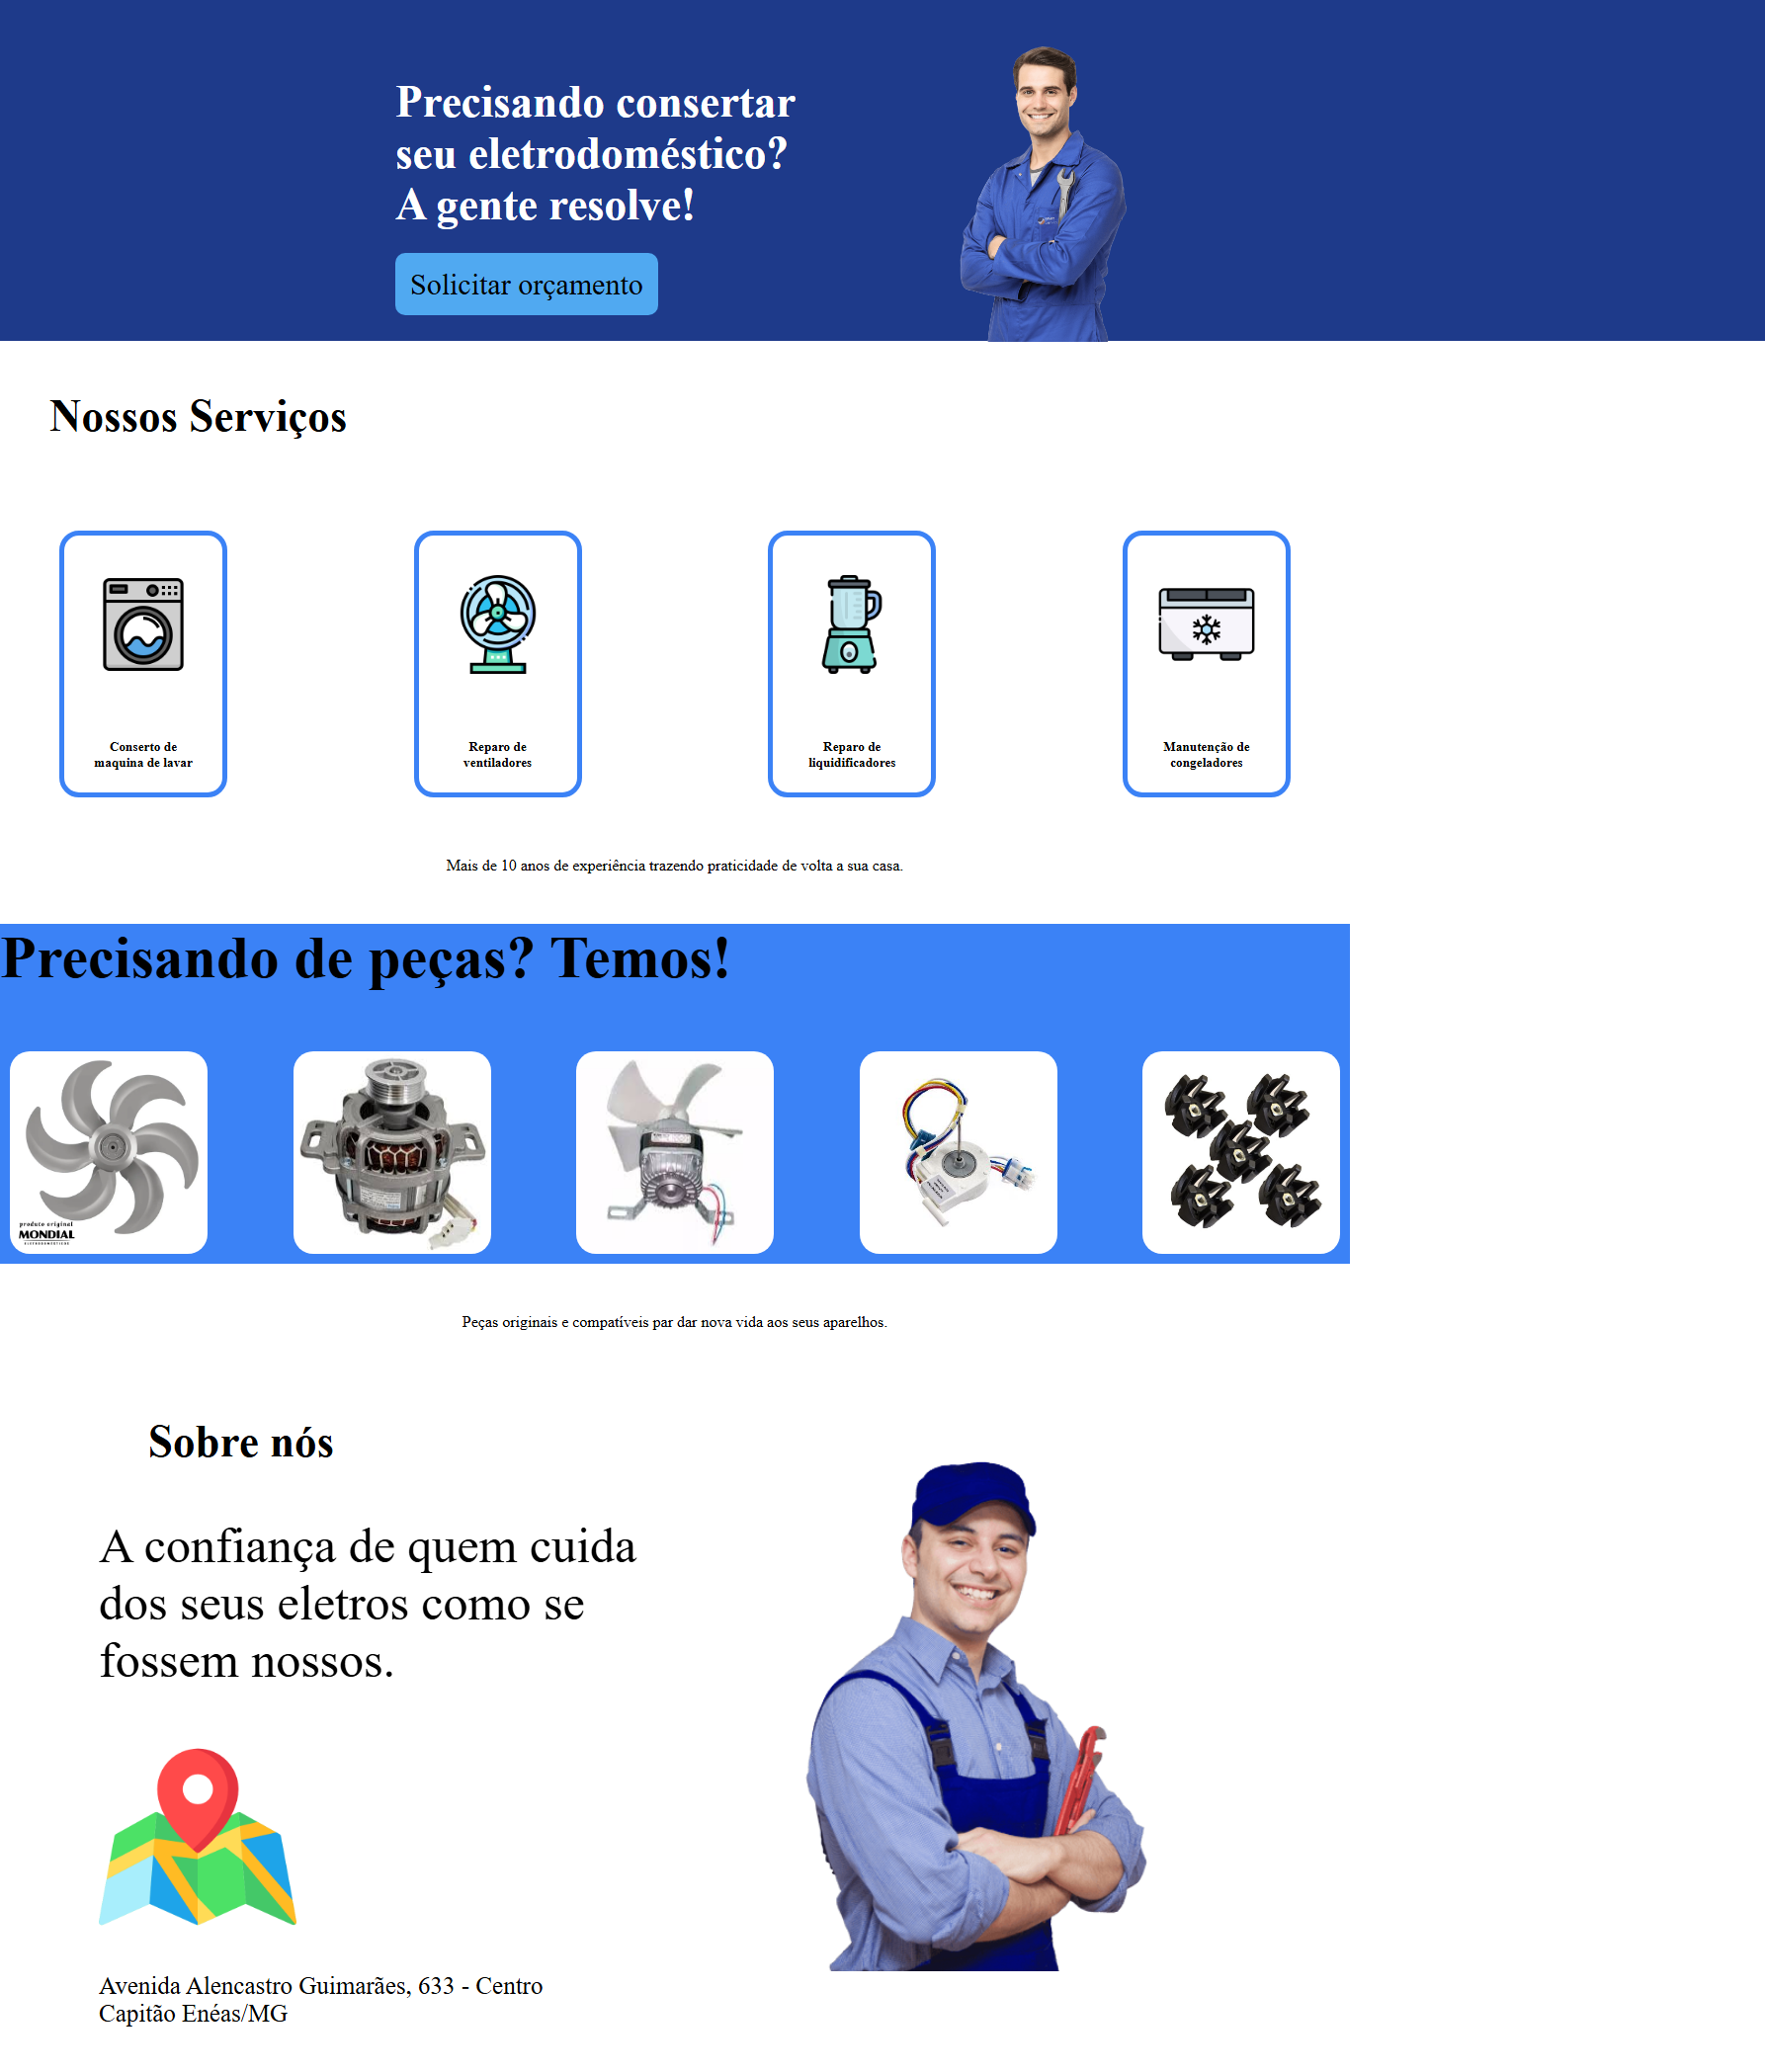 Precisando consertar
seu eletrodoméstico?
A gente resolve!
Solicitar orçamento
Nossos Serviços
Conserto de
maquina de lavar
Reparo de
ventiladores
Reparo de
liquidificadores
Manutenção de
congeladores
Mais de 10 anos de experiência trazendo praticidade de volta a sua casa.
Precisando de peças? Temos!
produto original
MONDIAL
Peças originais e compatíveis par dar nova vida aos seus aparelhos.
Sobre nós
A confiança de quem cuida
dos seus eletros como se
fossem nossos.
Avenida Alencastro Guimarães, 633 - Centro
Capitão Enéas/MG